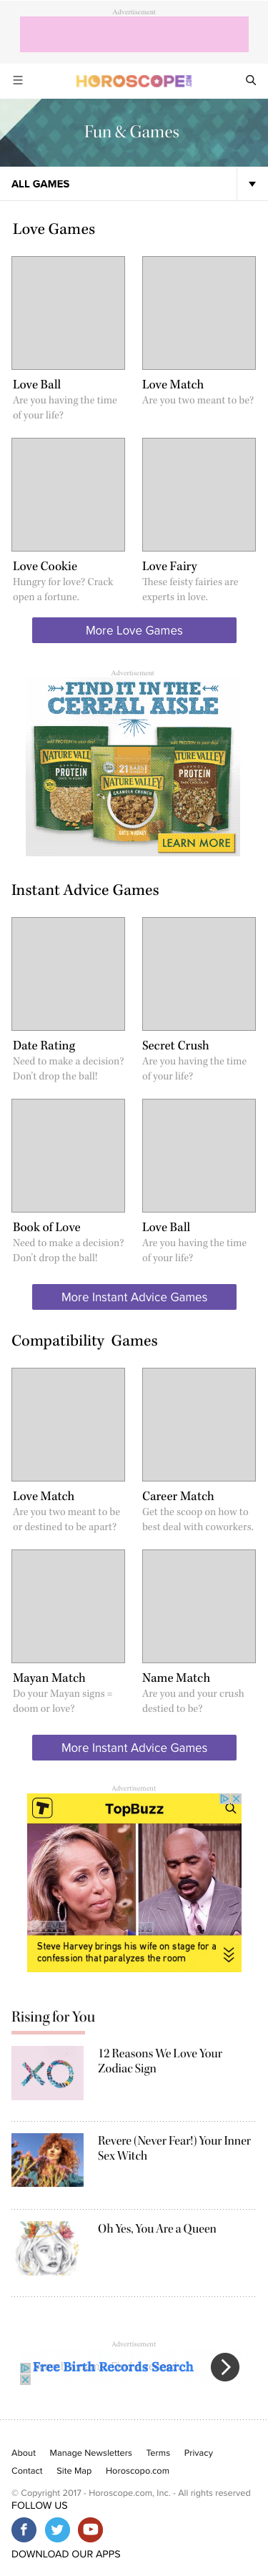 Advertisement
HOROSCOPE.COM
Fun & Games
ALL GAMES
Love Games
Love Ball
Are you having the time
of your life?
Love Match
Are you two meant to be?
Love Cookie
Hungry for love? Crack
open a fortune.
Love Fairy
These feisty fairies are
experts in love.
More Love Games
Advertisement
FIND IT IN THE
CEREAL AISLE
NATURE VALLEY
PROTEIN
NATURE VALLEY
GRANOLA CRUNCH
OATS 'N HONEY
NATURE VALLEY
PROTEIN
LEARN MORE
Instant Advice Games
Date Rating
Need to make a decision?
Don't drop the ball!
Secret Crush
Are you having the time
of your life?
Book of Love
Need to make a decision?
Don't drop the ball!
Love Ball
Are you having the time
of your life?
More Instant Advice Games
Compatibility Games
Love Match
Are you two meant to be
or destined to be apart?
Career Match
Get the scoop on how to
best deal with coworkers.
Mayan Match
Do your Mayan signs =
doom or love?
Name Match
Are you and your crush
destied to be?
More Instant Advice Games
Advertisement
TopBuzz
Steve Harvey brings his wife on stage for a
confession that paralyzes the room
Rising for You
XO
12 Reasons We Love Your
Zodiac Sign
Revere (Never Fear!) Your Inner
Sex Witch
Oh Yes, You Are a Queen
Advertisement
Free Birth Records Search
About Manage Newsletters Terms Privacy
Contact Site Map Horoscopo.com
© Copyright 2017 - Horoscope.com, Inc. - All rights reserved
FOLLOW US
DOWNLOAD OUR APPS